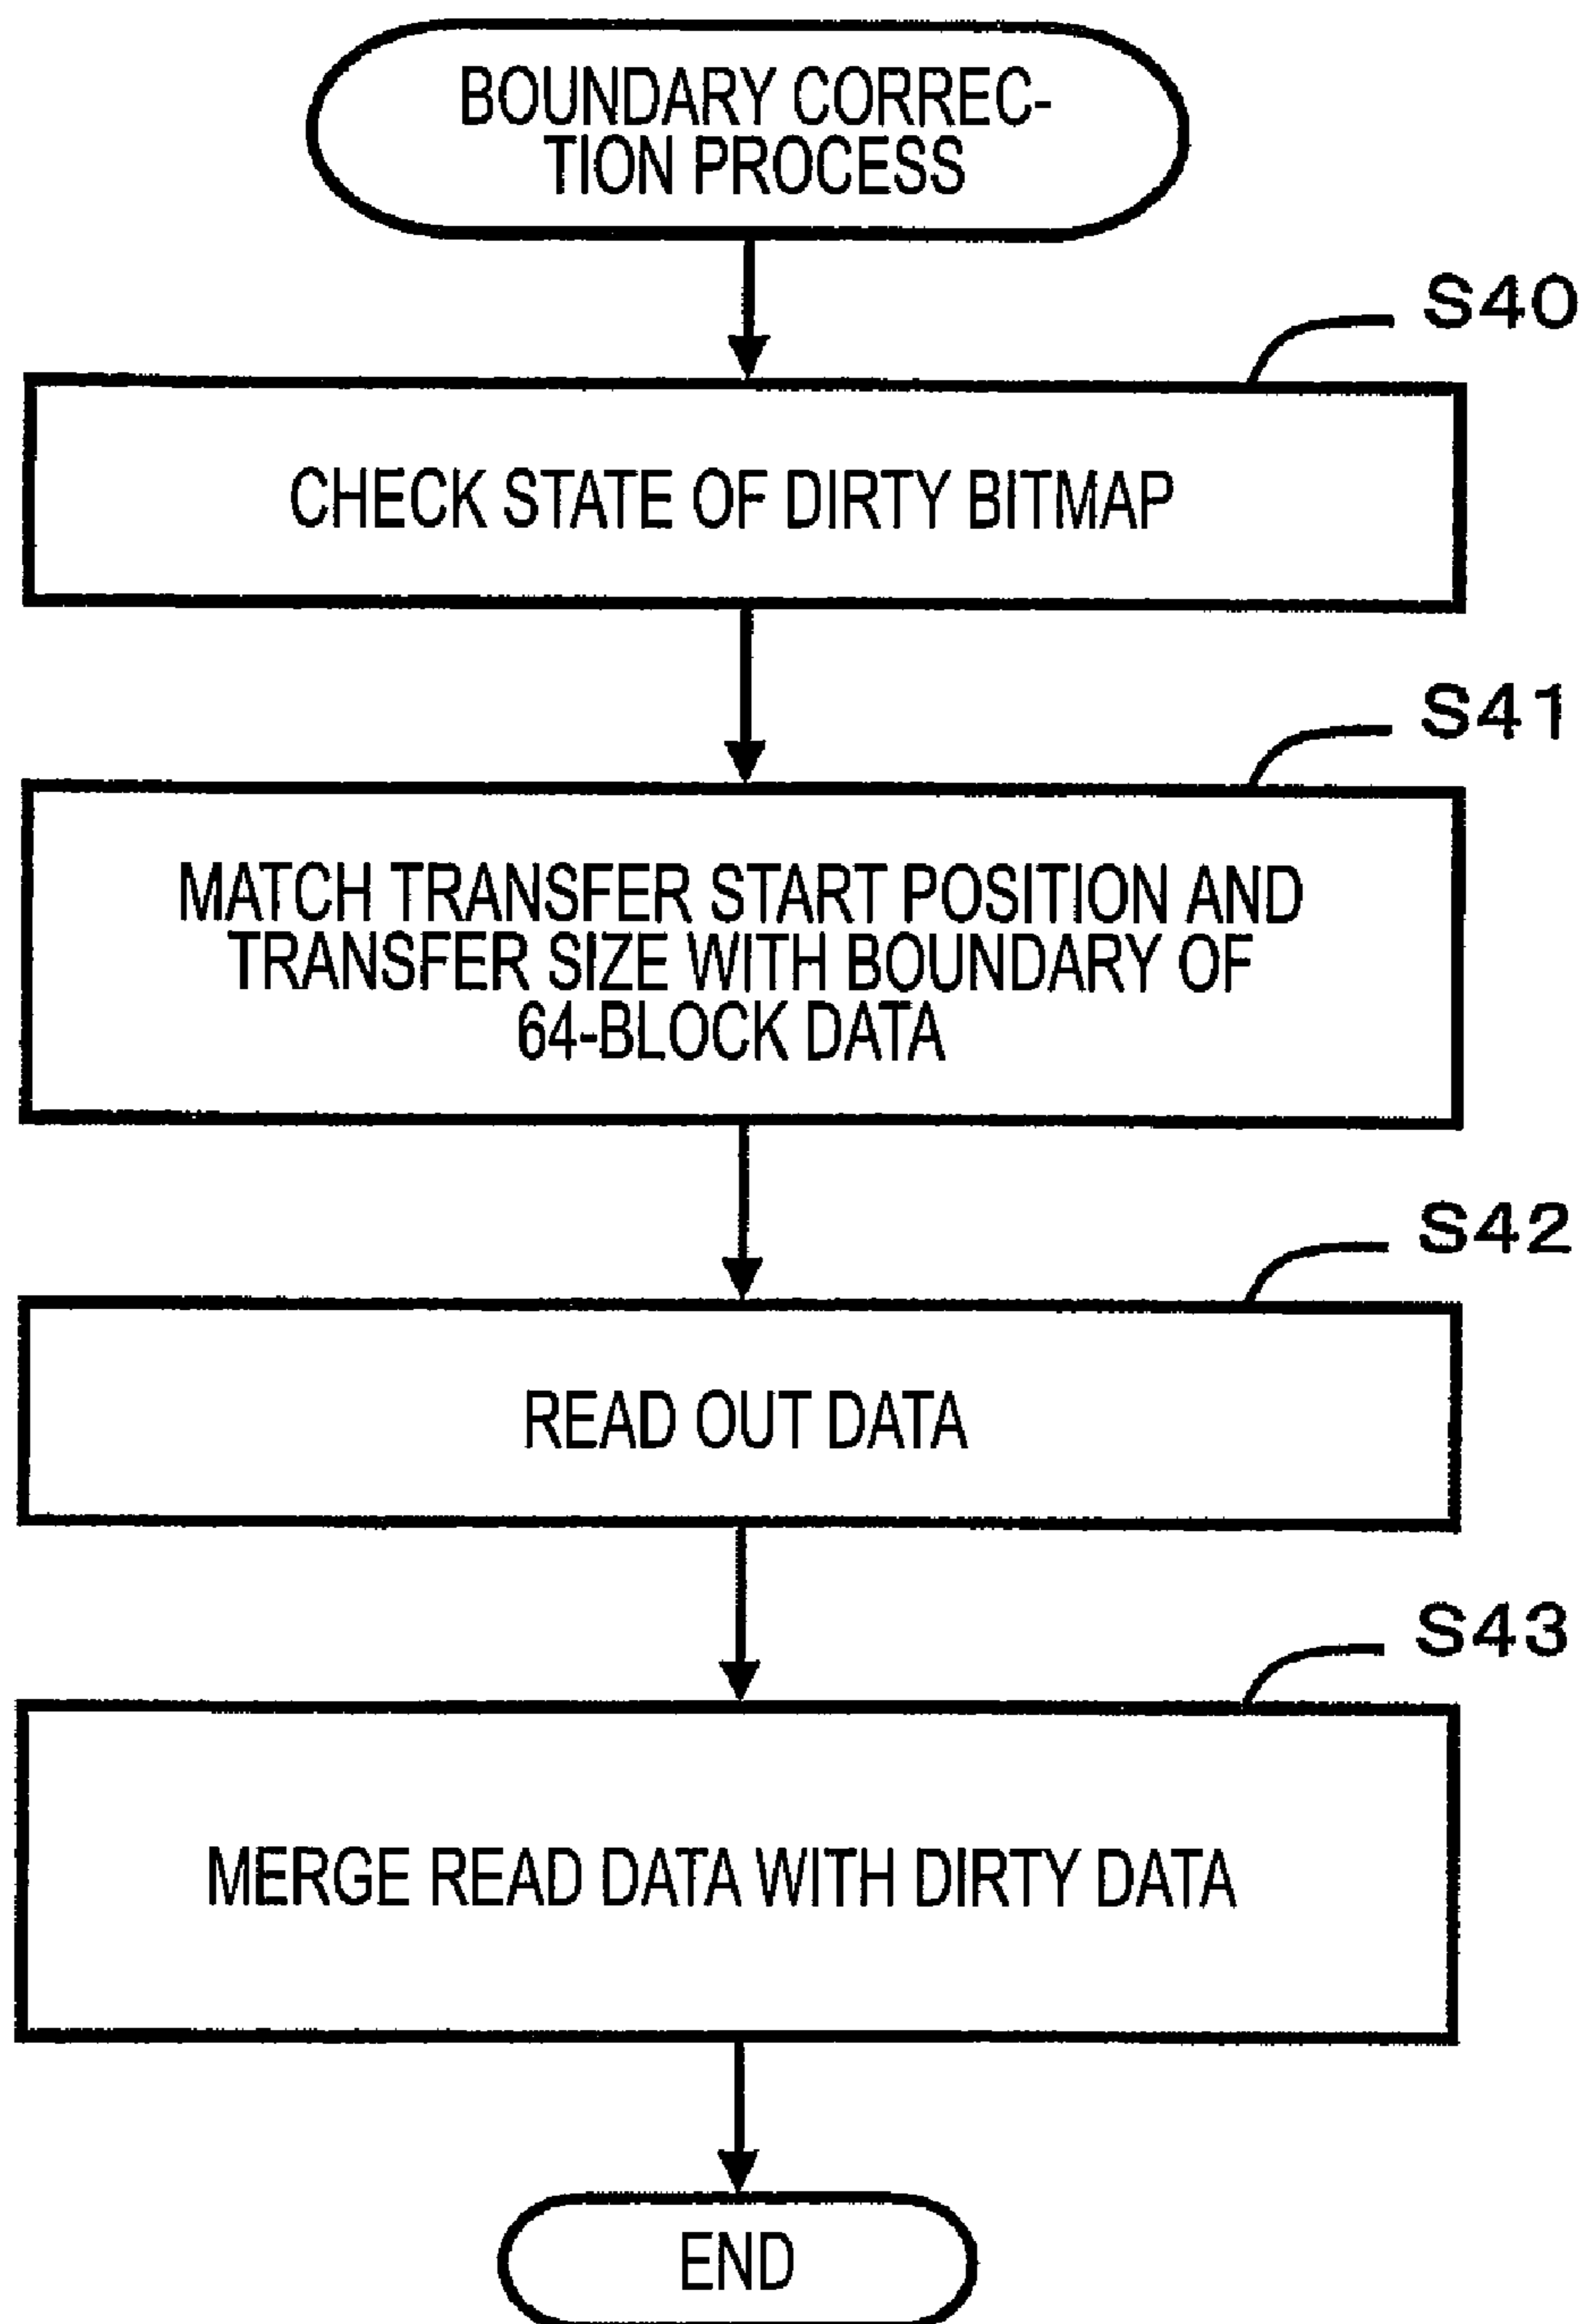 BOUNDARY CORREC-
TION PROCESS
S40
CHECK STATE OF DIRTY BITMAP
S41
MATCH TRANSFER START POSITION AND
TRANSFER SIZE WITH BOUNDARY OF
64-BLOCK DATA
S42
READ OUT DATA
S43
MERGE READ DATA WITH DIRTY DATA
END